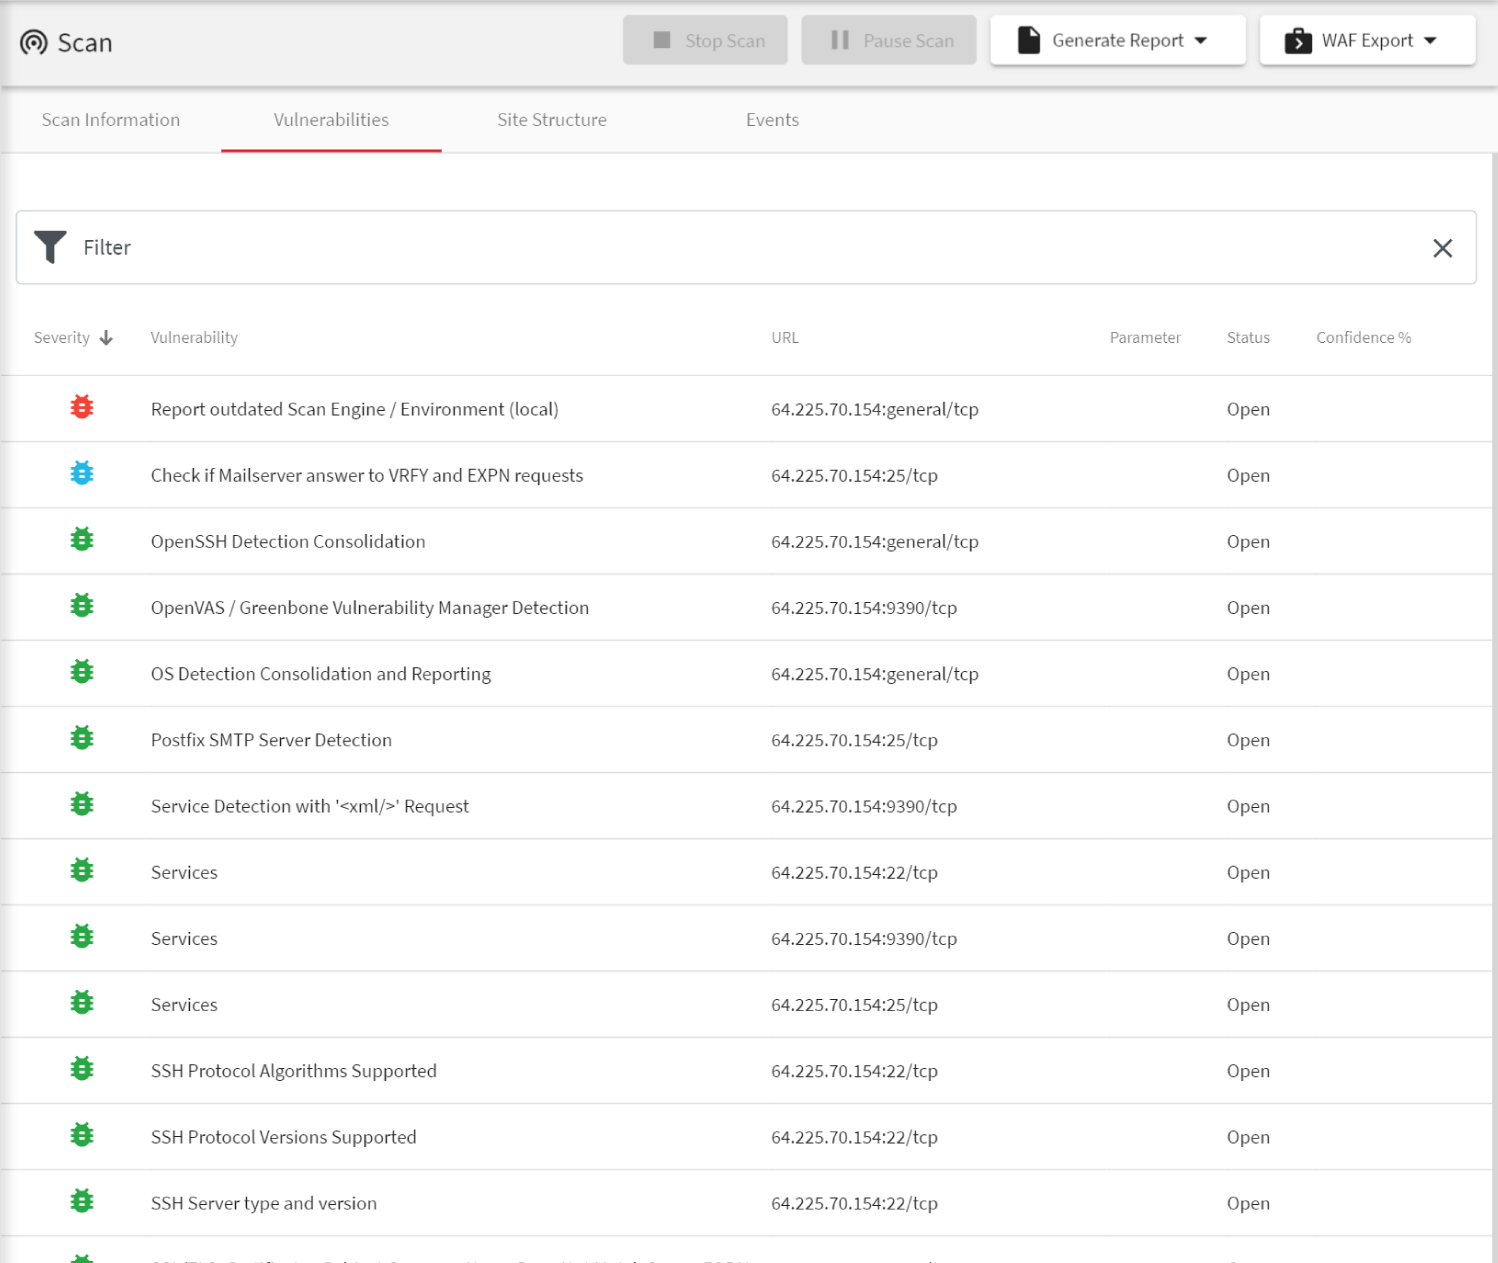 Scan
Stop Scan
Pause Scan
Generate Report
WAF Export
Scan Information Vulnerabilities Site Structure Events
Filter
Severity Vulnerability URL Parameter Status Confidence %
Report outdated Scan Engine / Environment (local) 64.225.70.154:general/tcp Open
Check if Mailserver answer to VRFY and EXPN requests 64.225.70.154:25/tcp Open
OpenSSH Detection Consolidation 64.225.70.154:general/tcp Open
OpenVAS / Greenbone Vulnerability Manager Detection 64.225.70.154:9390/tcp Open
OS Detection Consolidation and Reporting 64.225.70.154:general/tcp Open
Postfix SMTP Server Detection 64.225.70.154:25/tcp Open
Service Detection with '<xml/>' Request 64.225.70.154:9390/tcp Open
Services 64.225.70.154:22/tcp Open
Services 64.225.70.154:9390/tcp Open
Services 64.225.70.154:25/tcp Open
SSH Protocol Algorithms Supported 64.225.70.154:22/tcp Open
SSH Protocol Versions Supported 64.225.70.154:22/tcp Open
SSH Server type and version 64.225.70.154:22/tcp Open